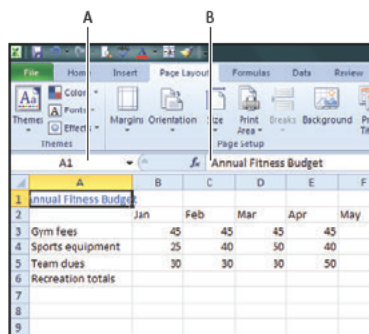 A B
File Home Insert Page Layout Formulas Data Review
Themes Colors Fonts Effects Margins Orientation Size Print Area Breaks Background
Themes Page Setup
A1 fx Annual Fitness Budget
A B C D E F
1 Annual Fitness Budget
2 Jan Feb Mar Apr May
3 Gym fees 45 45 45 45
4 Sports equipment 25 40 50 40
5 Team dues 30 30 30 50
6 Recreation totals
7
8
9